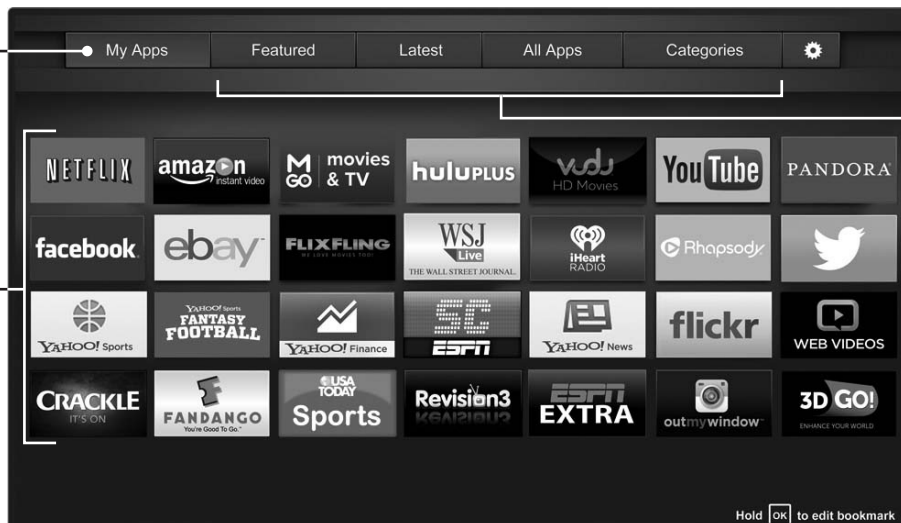 My Apps Featured Latest All Apps Categories
NETFLIX
amazon
instant video
M GO movies & TV
huluPLUS
vudu
HD Movies
YouTube
PANDORA
facebook
ebay
FLIXFLING
WE LOVE MOVIES TOO!
WSJ
Live
THE WALL STREET JOURNAL.
iHeart
RADIO
Rhapsody
YAHOO! Sports
YAHOO! Sports
FANTASY
FOOTBALL
YAHOO! Finance
SC
ESPN
YAHOO! News
flickr
WEB VIDEOS
CRACKLE
IT'S ON
FANDANGO
You're Good To Go.™
USA
TODAY
Sports
Revision3
ESPN
EXTRA
outmywindow
3D GO!
ENHANCE YOUR WORLD
Hold OK to edit bookmark